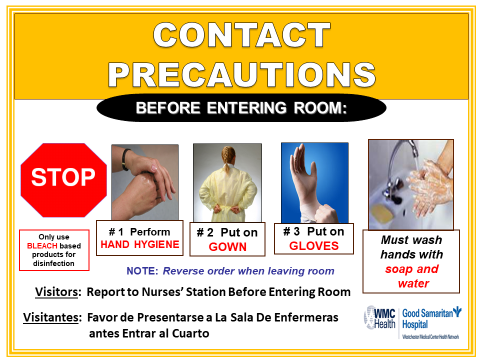 CONTACT
PRECAUTIONS
BEFORE ENTERING ROOM:
STOP
Only use
BLEACH based
products for
disinfection
# 1 Perform
HAND HYGIENE
# 2 Put on
GOWN
# 3 Put on
GLOVES
Must wash
hands with
soap and
water
NOTE: Reverse order when leaving room
Visitors: Report to Nurses' Station Before Entering Room
Visitantes: Favor de Presentarse a La Sala De Enfermeras
antes Entrar al Cuarto
WMC
Health
Good Samaritan
Hospital
Westchester Medical Center Health Network